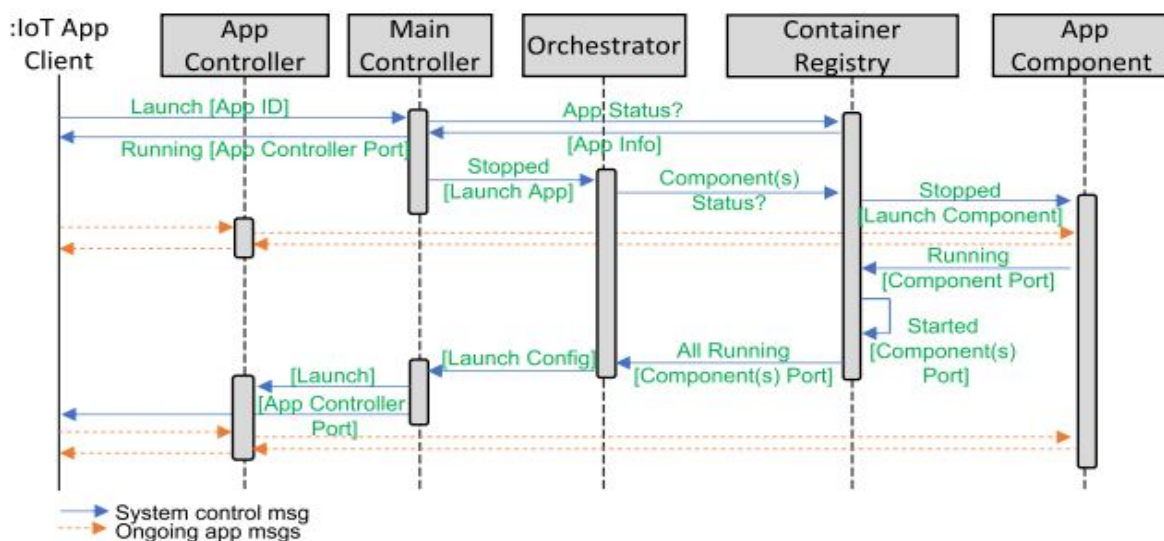 :IoT App
Client
App
Controller
Main
Controller
Orchestrator
Container
Registry
App
Component
Launch [App ID]
App Status?
Running [App Controller Port]
[App Info]
Stopped
[Launch App]
Component(s)
Status?
Stopped
[Launch Component]
Running
[Component Port]
Started
[Component(s)
Port]
All Running
[Component(s) Port]
[Launch Config]
[Launch]
[App Controller
Port]
System control msg
Ongoing app msgs